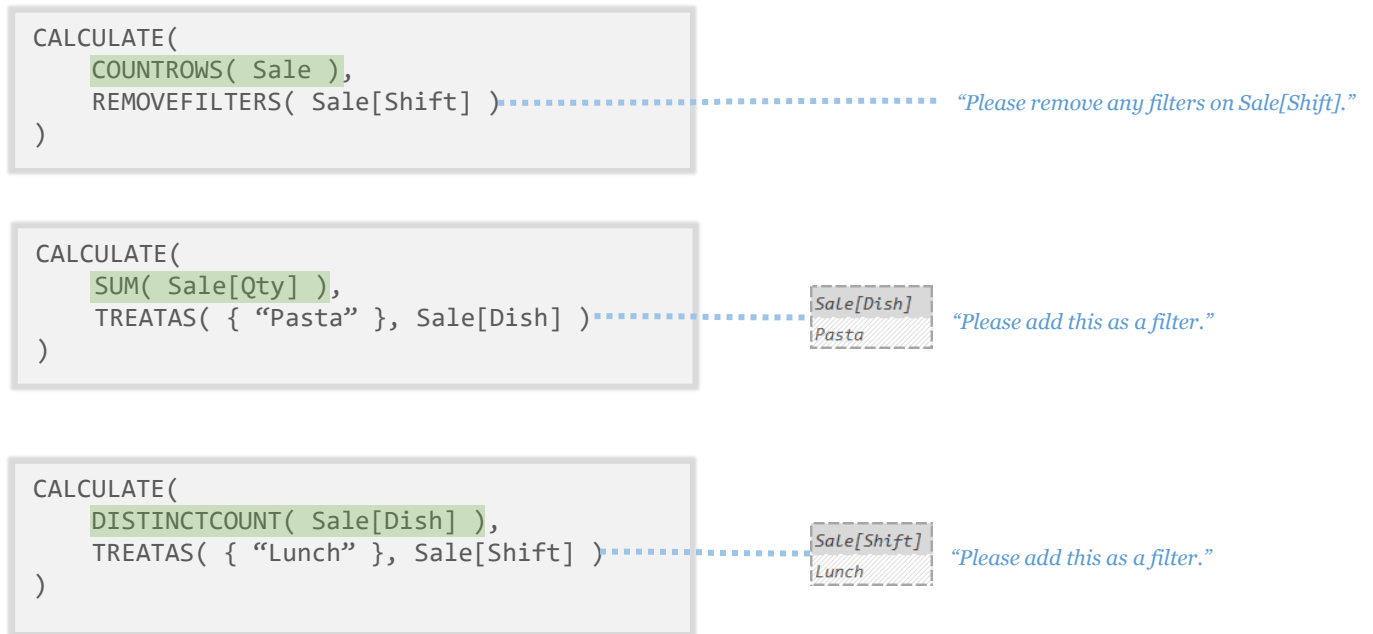 CALCULATE(
    COUNTROWS( Sale ),
    REMOVEFILTERS( Sale[Shift] )
“Please remove any filters on Sale[Shift].”
)
CALCULATE(
    SUM( Sale[Qty] ),
    TREATAS( { “Pasta” }, Sale[Dish] )
)
Sale[Dish]
Pasta
“Please add this as a filter.”
CALCULATE(
    DISTINCTCOUNT( Sale[Dish] ),
    TREATAS( { “Lunch” }, Sale[Shift] )
)
Sale[Shift]
Lunch
“Please add this as a filter.”